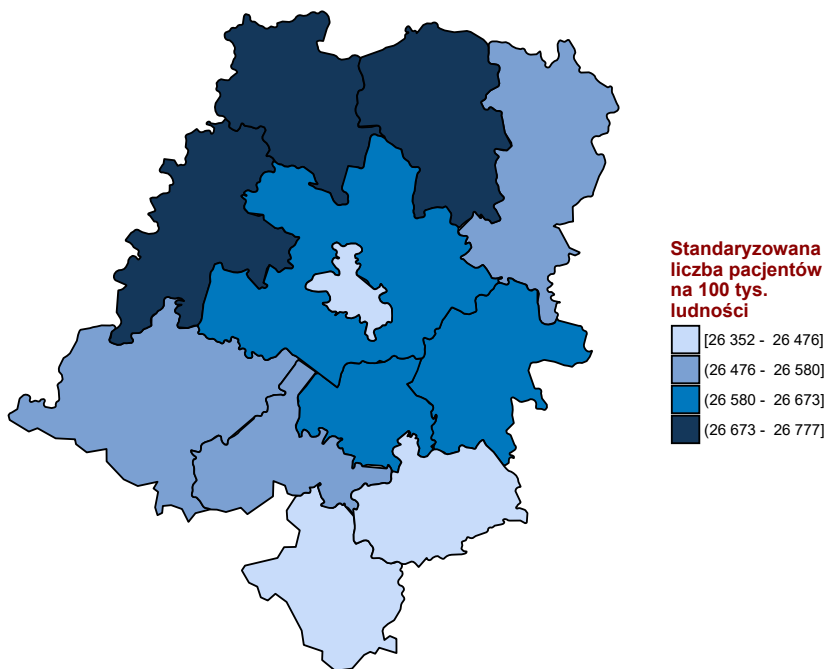 Standaryzowana
liczba pacjentów
na 100 tys.
ludności
[26 352 - 26 476]
(26 476 - 26 580]
(26 580 - 26 673]
(26 673 - 26 777]